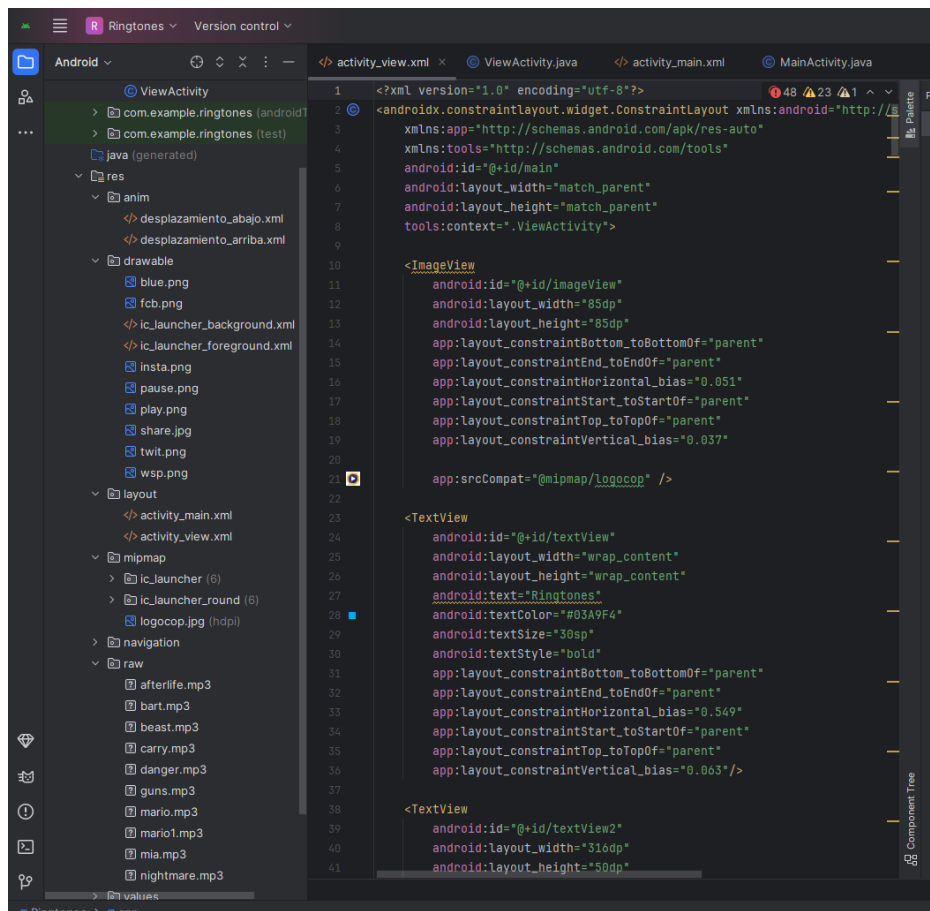 R Ringtones Version control
Android
activity_view.xml
ViewActivity.java
activity_main.xml
MainActivity.java
ViewActivity
com.example.ringtones (androidT
com.example.ringtones (test)
java (generated)
res
anim
desplazamiento_abajo.xml
desplazamiento_arriba.xml
drawable
blue.png
fcb.png
ic_launcher_background.xml
ic_launcher_foreground.xml
insta.png
pause.png
play.png
share.jpg
twit.png
wsp.png
layout
activity_main.xml
activity_view.xml
mipmap
ic_launcher (6)
ic_launcher_round (6)
logocop.jpg (hdpi)
navigation
raw
afterlife.mp3
bart.mp3
beast.mp3
carry.mp3
danger.mp3
guns.mp3
mario.mp3
mario1.mp3
mia.mp3
nightmare.mp3
values
48 23 1
1 <?xml version="1.0" encoding="utf-8"?>
2 <androidx.constraintlayout.widget.ConstraintLayout xmlns:android="http://s
3 xmlns:app="http://schemas.android.com/apk/res-auto"
4 xmlns:tools="http://schemas.android.com/tools"
5 android:id="@+id/main"
6 android:layout_width="match_parent"
7 android:layout_height="match_parent"
8 tools:context=".ViewActivity">
9
10 <ImageView
11 android:id="@+id/imageView"
12 android:layout_width="85dp"
13 android:layout_height="85dp"
14 app:layout_constraintBottom_toBottomOf="parent"
15 app:layout_constraintEnd_toEndOf="parent"
16 app:layout_constraintHorizontal_bias="0.051"
17 app:layout_constraintStart_toStartOf="parent"
18 app:layout_constraintTop_toTopOf="parent"
19 app:layout_constraintVertical_bias="0.037"
20
21 app:srcCompat="@mipmap/logocop" />
22
23 <TextView
24 android:id="@+id/textView"
25 android:layout_width="wrap_content"
26 android:layout_height="wrap_content"
27 android:text="Ringtones"
28 android:textColor="#03A9F4"
29 android:textSize="30sp"
30 android:textStyle="bold"
31 app:layout_constraintBottom_toBottomOf="parent"
32 app:layout_constraintEnd_toEndOf="parent"
33 app:layout_constraintHorizontal_bias="0.549"
34 app:layout_constraintStart_toStartOf="parent"
35 app:layout_constraintTop_toTopOf="parent"
36 app:layout_constraintVertical_bias="0.063"/>
37
38 <TextView
39 android:id="@+id/textView2"
40 android:layout_width="316dp"
41 android:layout_height="50dp"
Palette
Component Tree